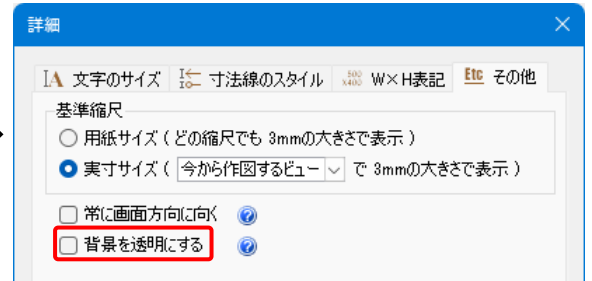 詳細
IA 文字のサイズ 寸法線のスタイル 500 x400 W×H表記 Etc その他
基準縮尺
用紙サイズ ( どの縮尺でも 3mmの大きさで表示 )
実寸サイズ ( 今から作図するビュー で 3mmの大きさで表示 )
常に画面方向に向く ?
背景を透明にする ?